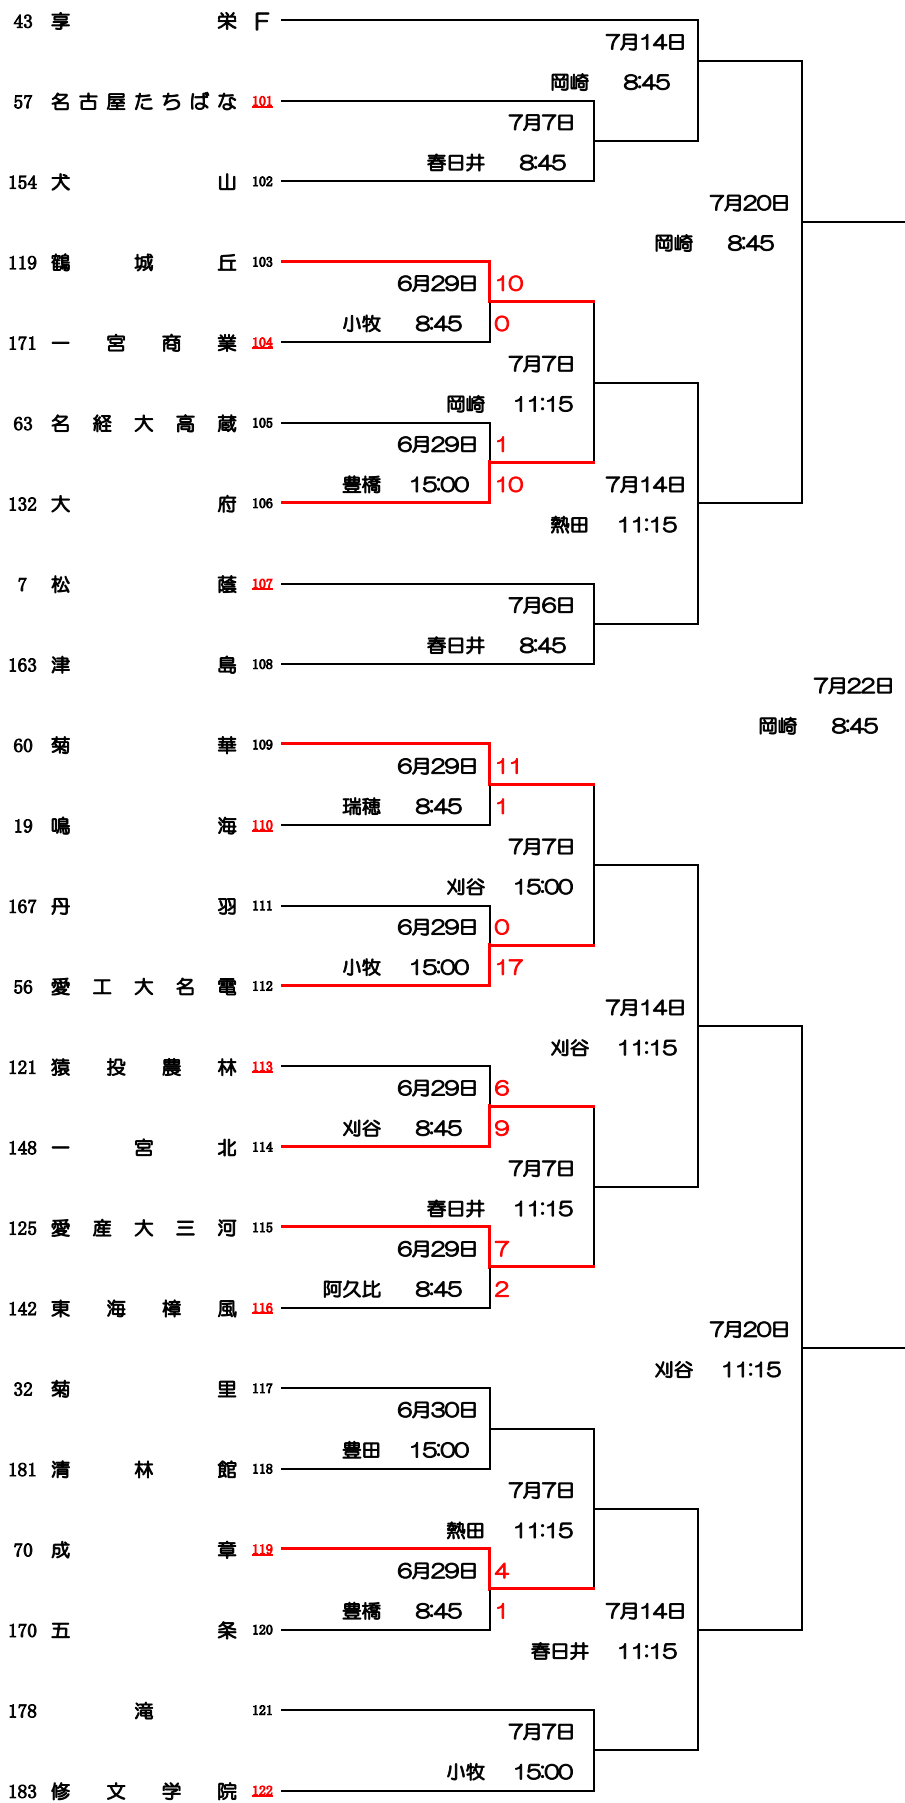 43 享栄 F
7月14日
岡崎 8:45
57 名古屋たちばな 101
7月7日
春日井 8:45
154 犬山 102
7月20日
岡崎 8:45
119 鶴城丘 103
6月29日 10
小牧 8:45 0
171 一宮商業 104
7月7日
岡崎 11:15
63 名経大高蔵 105
6月29日 1
豊橋 15:00 10
7月14日
132 大府 106
熱田 11:15
7 松蔭 107
7月6日
春日井 8:45
163 津島 108
7月22日
岡崎 8:45
60 菊華 109
6月29日 11
瑞穂 8:45 1
19 鳴海 110
7月7日
刈谷 15:00
167 丹羽 111
6月29日 0
小牧 15:00 17
56 愛工大名電 112
7月14日
刈谷 11:15
121 猿投農林 113
6月29日 6
刈谷 8:45 9
148 一宮北 114
7月7日
春日井 11:15
125 愛産大三河 115
6月29日 7
阿久比 8:45 2
142 東海樟風 116
7月20日
刈谷 11:15
32 菊里 117
6月30日
豊田 15:00
181 清林館 118
7月7日
熱田 11:15
70 成章 119
6月29日 4
豊橋 8:45 1
7月14日
170 五条 120
春日井 11:15
178 滝 121
7月7日
小牧 15:00
183 修文学院 122